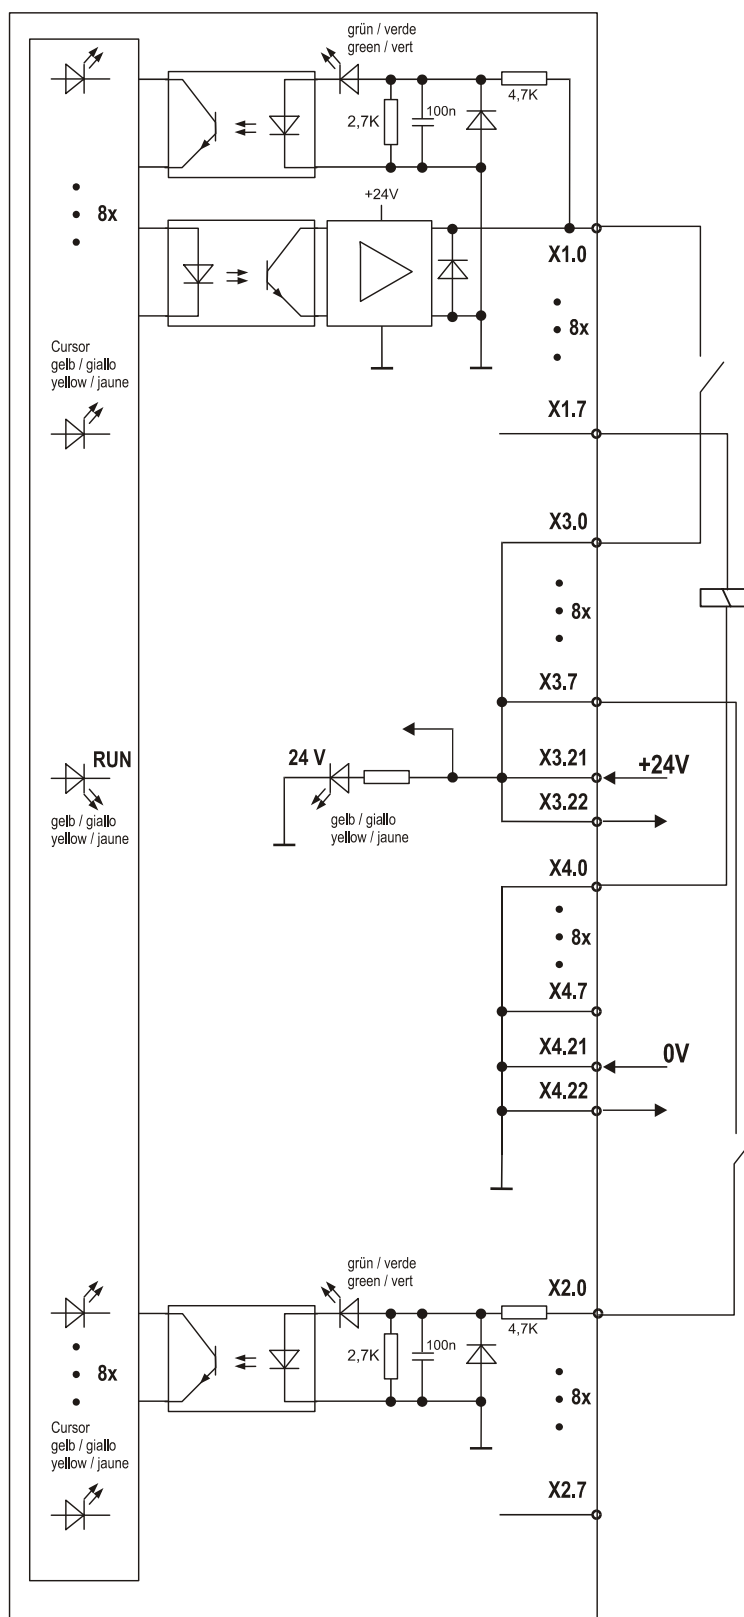 grün / verde
green / vert
2,7K
100n
4,7K
8x
+24V
X1.0
8x
Cursor
gelb / giallo
yellow / jaune
X1.7
X3.0
8x
X3.7
RUN
gelb / giallo
yellow / jaune
24 V
gelb / giallo
yellow / jaune
X3.21
+24V
X3.22
X4.0
8x
X4.7
X4.21
0V
X4.22
grün / verde
green / vert
X2.0
2,7K
100n
4,7K
8x
8x
Cursor
gelb / giallo
yellow / jaune
X2.7